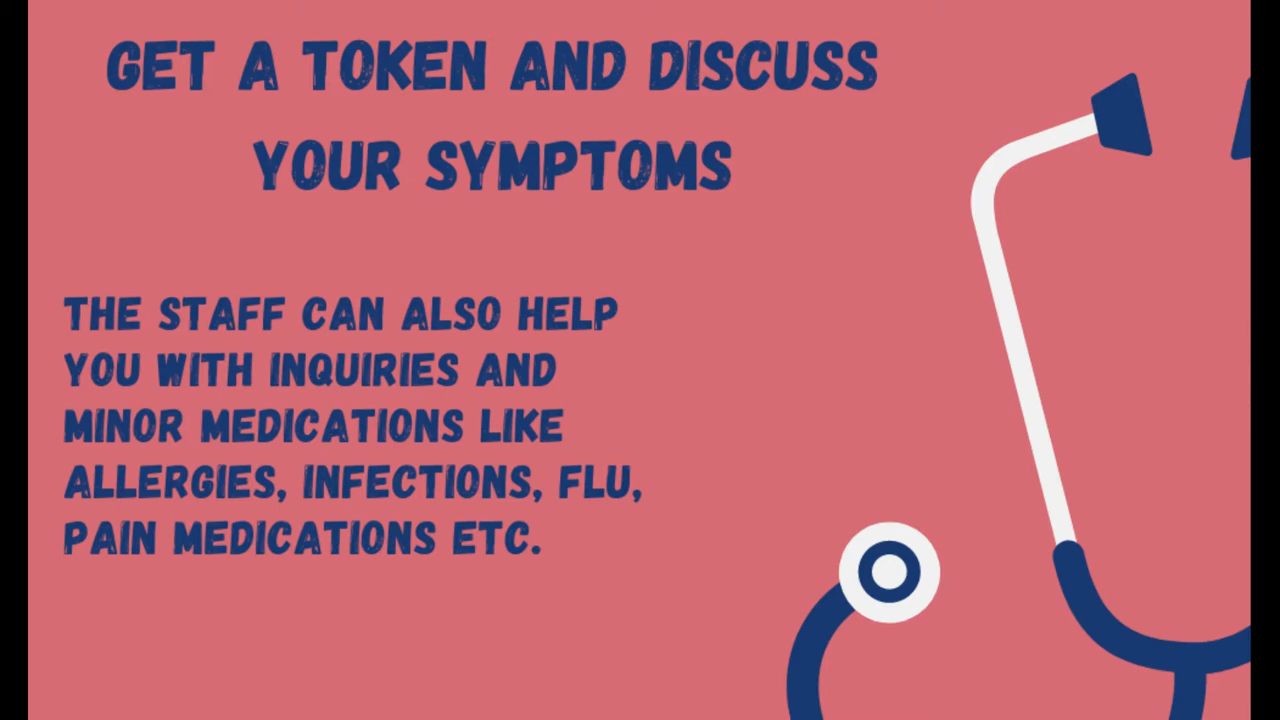 GET A TOKEN AND DISCUSS
YOUR SYMPTOMS
THE STAFF CAN ALSO HELP
YOU WITH INQUIRIES AND
MINOR MEDICATIONS LIKE
ALLERGIES, INFECTIONS, FLU,
PAIN MEDICATIONS ETC.